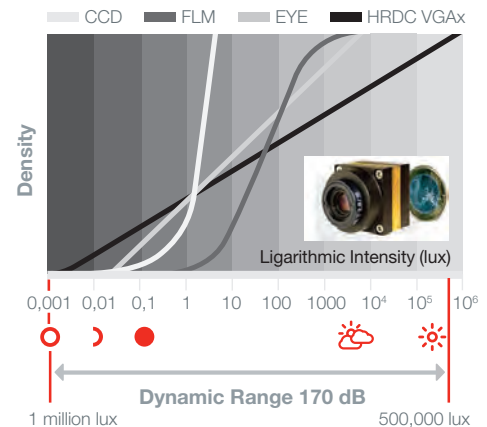 CCD FLM EYE HRDC VGAx
Density
Ligarithmic Intensity (lux)
0,001 0,01 0,1 1 10 100 1000 10⁴ 10⁵ 10⁶
Dynamic Range 170 dB
1 million lux 500,000 lux